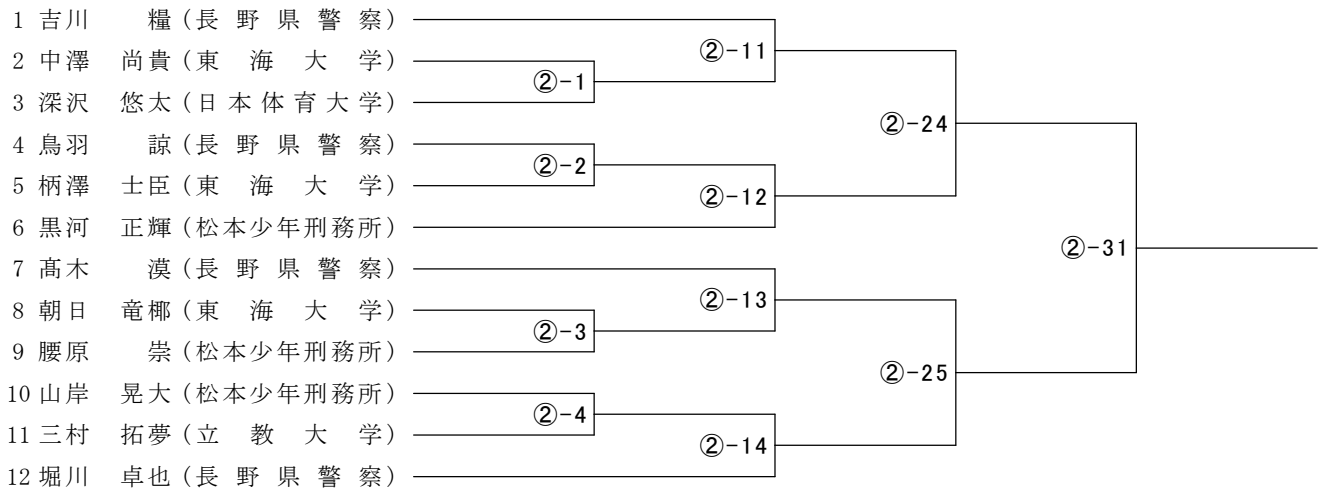 1 吉川 糧(長野県警察)
2 中澤 尚貴(東海大学)
3 深沢 悠太(日本体育大学)
4 鳥羽 諒(長野県警察)
5 柄澤 士臣(東海大学)
6 黒河 正輝(松本少年刑務所)
7 髙木 漠(長野県警察)
8 朝日 竜椰(東海大学)
9 腰原 崇(松本少年刑務所)
10 山岸 晃大(松本少年刑務所)
11 三村 拓夢(立教大学)
12 堀川 卓也(長野県警察)
②-1
②-2
②-3
②-4
②-11
②-12
②-13
②-14
②-24
②-25
②-31